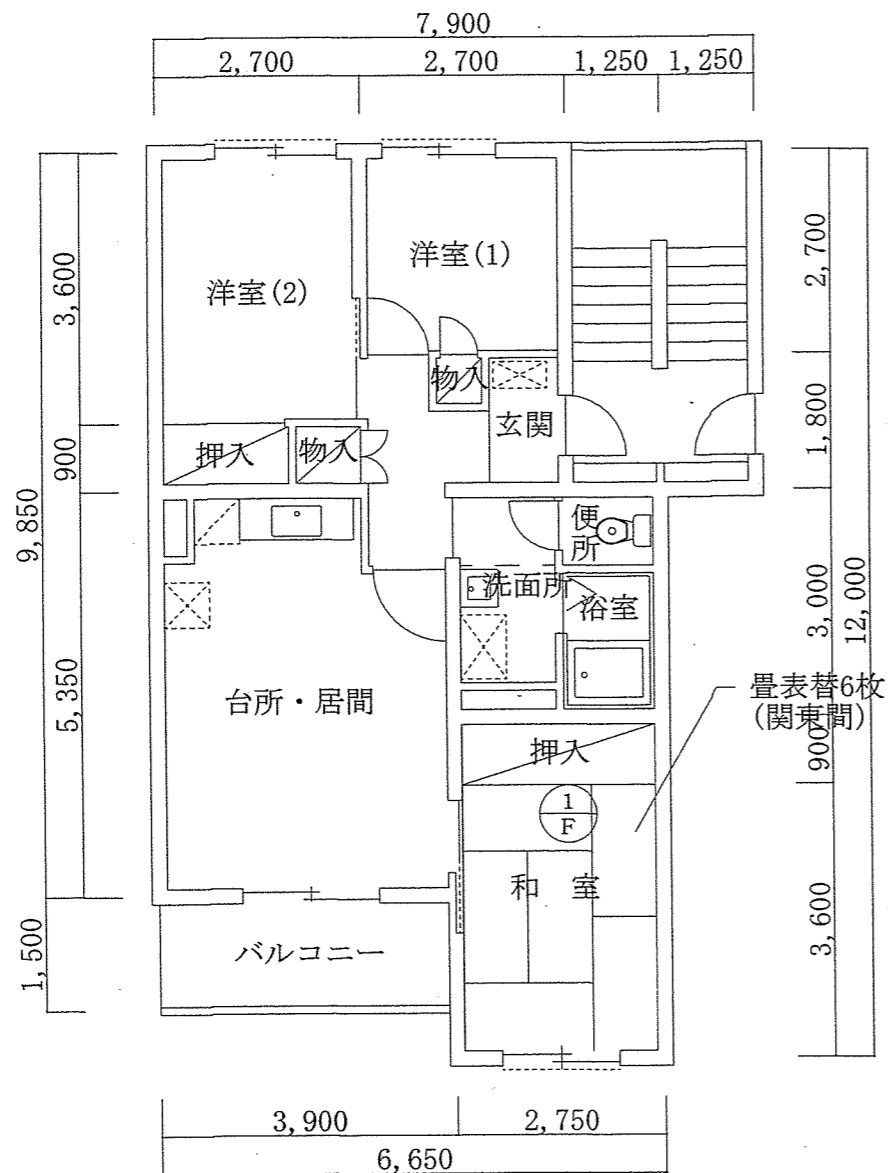 7,900
2,700
2,700
1,250
1,250
3,600
900
5,350
9,850
1,500
2,700
1,800
3,000
900
3,600
12,000
洋室(1)
洋室(2)
物入
玄関
押入
物入
便
所
洗面所
浴室
台所・居間
畳表替6枚
(関東間)
押入
1
F
和 室
バルコニー
3,900
2,750
6,650